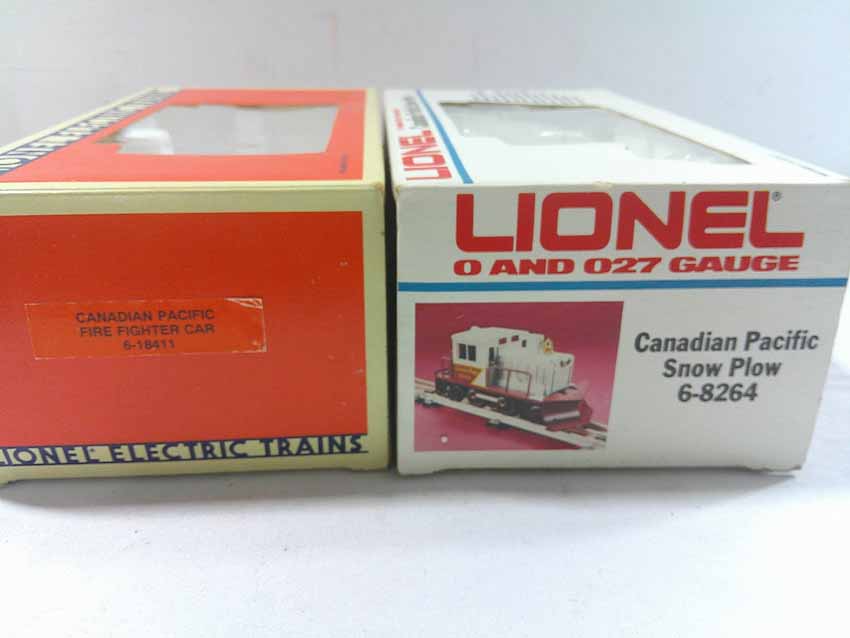 CANADIAN PACIFIC
FIRE FIGHTER CAR
6-18411
LIONEL ELECTRIC TRAINS
LIONEL
LIONEL®
O AND O27 GAUGE
Canadian Pacific
Snow Plow
6-8264